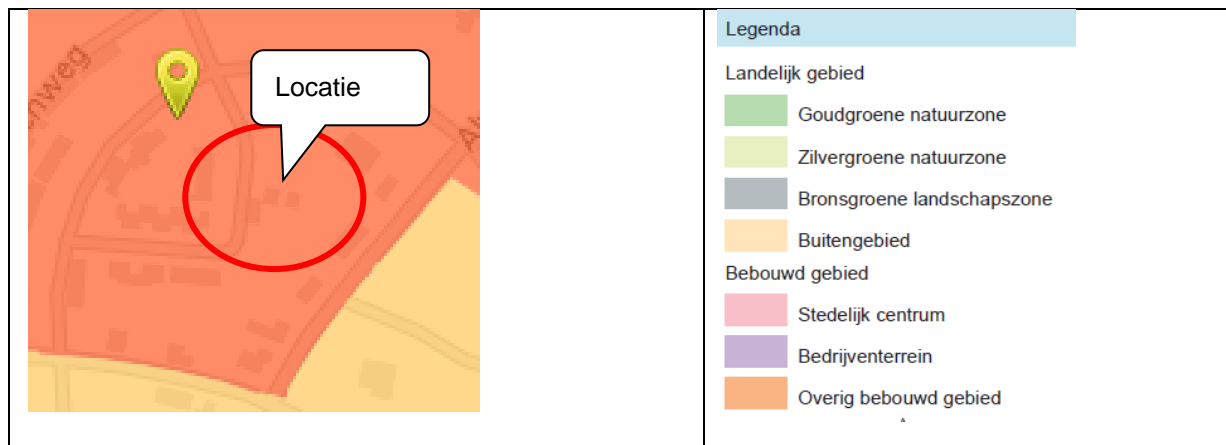 nweg
Locatie
Legenda
Landelijk gebied
Goudgroene natuurzone
Zilvergroene natuurzone
Bronsgroene landschapszone
Buitengebied
Bebouwd gebied
Stedelijk centrum
Bedrijventerrein
Overig bebouwd gebied